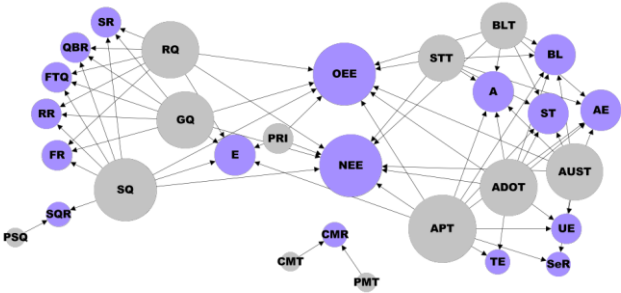 SR
BLT
QBR
RQ
STT
BL
FTQ
OEE
A
RR
ST
AE
GQ
PRI
FR
E
NEE
SQ
ADOT
AUST
SQR
PSQ
APT
UE
CMR
CMT
TE
SeR
PMT